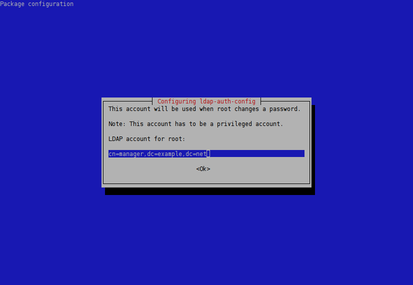 Package configuration
Configuring ldap-auth-config
This account will be used when root changes a password.
Note: This account has to be a privileged account.
LDAP account for root:
cn=manager,dc=example,dc=net
<Ok>